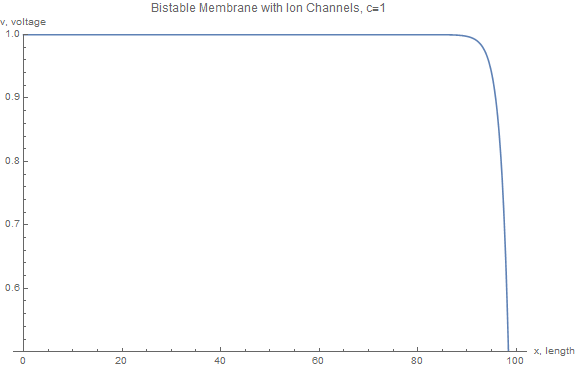 Bistable Membrane with Ion Channels, c=1
v, voltage
1.0
0.9
0.8
0.7
0.6
0 20 40 60 80 100
x, length